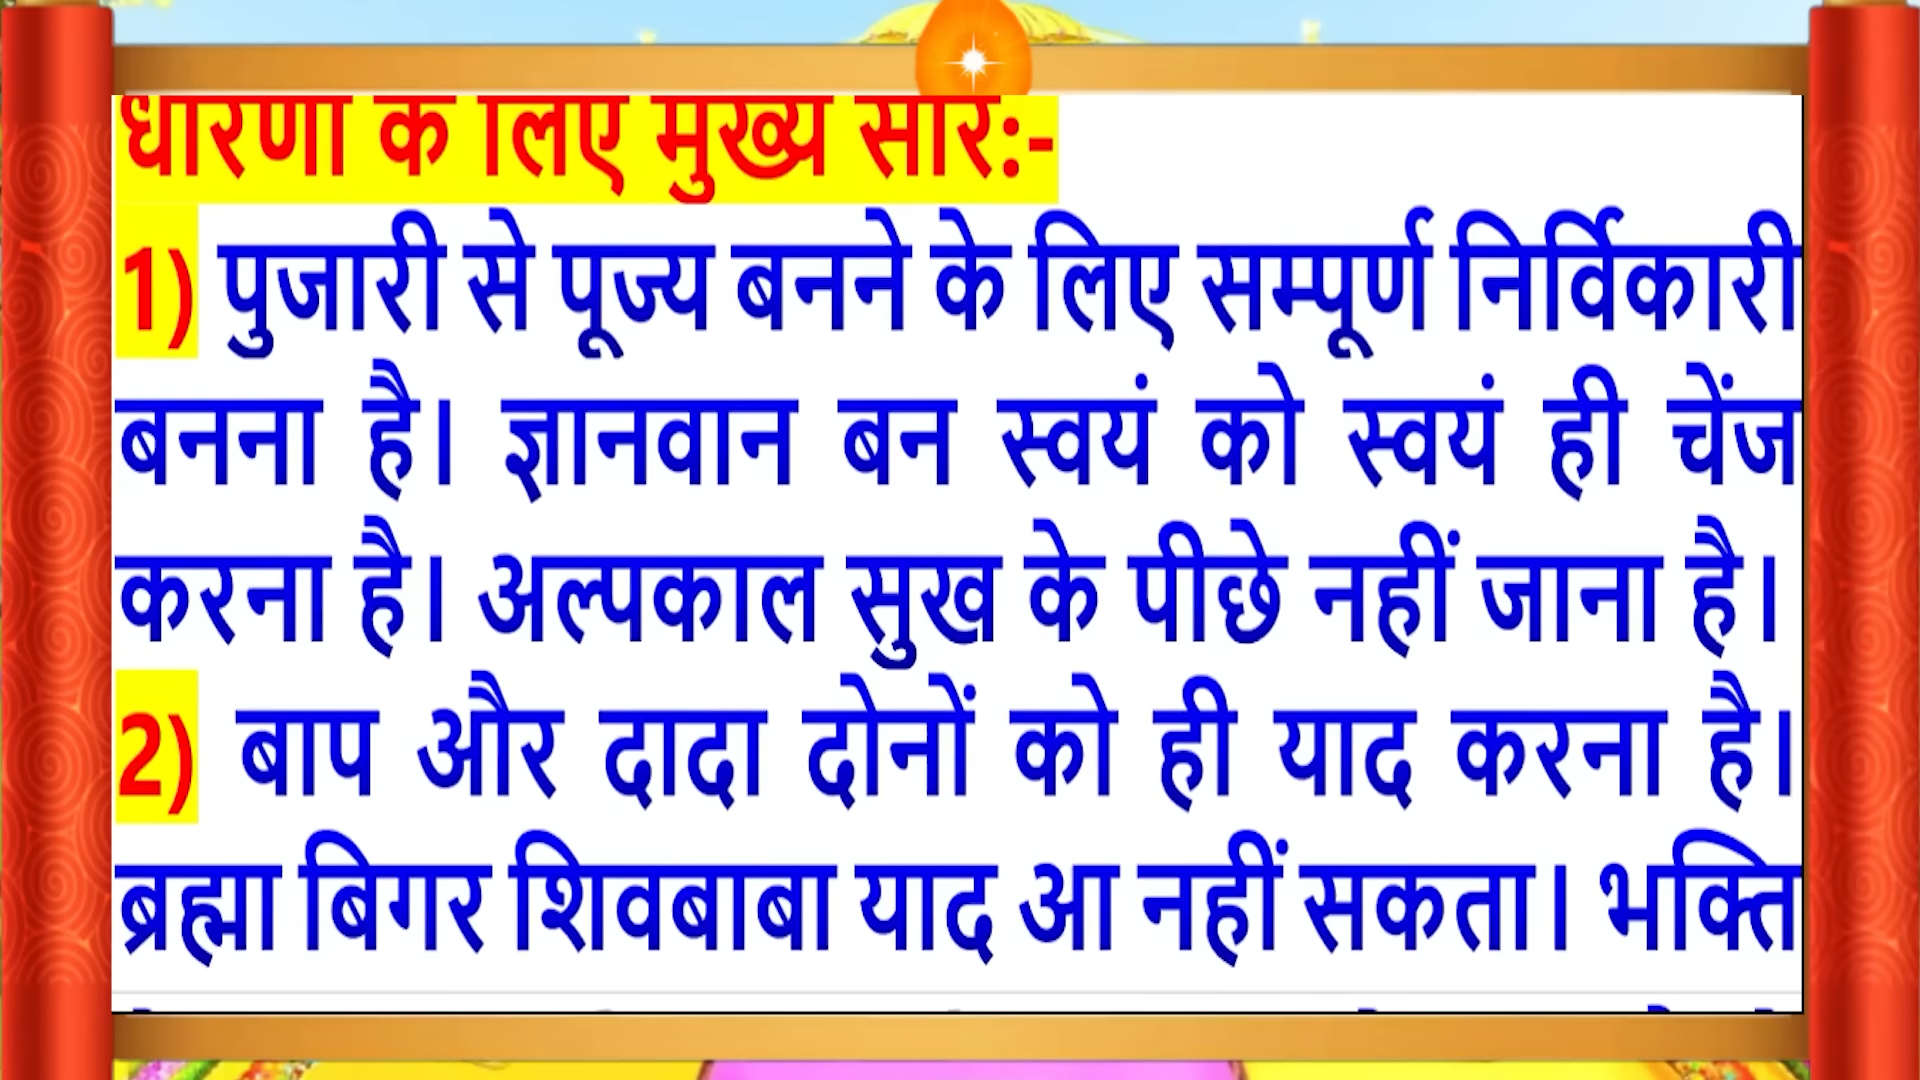 धारणा के लिए मुख्य सार:-
1) पुजारी से पूज्य बनने के लिए सम्पूर्ण निर्विकारी
बनना है। ज्ञानवान बन स्वयं को स्वयं ही चेंज
करना है। अल्पकाल सुख के पीछे नहीं जाना है।
2) बाप और दादा दोनों को ही याद करना है।
ब्रह्मा बिगर शिवबाबा याद आ नहीं सकता। भक्ति